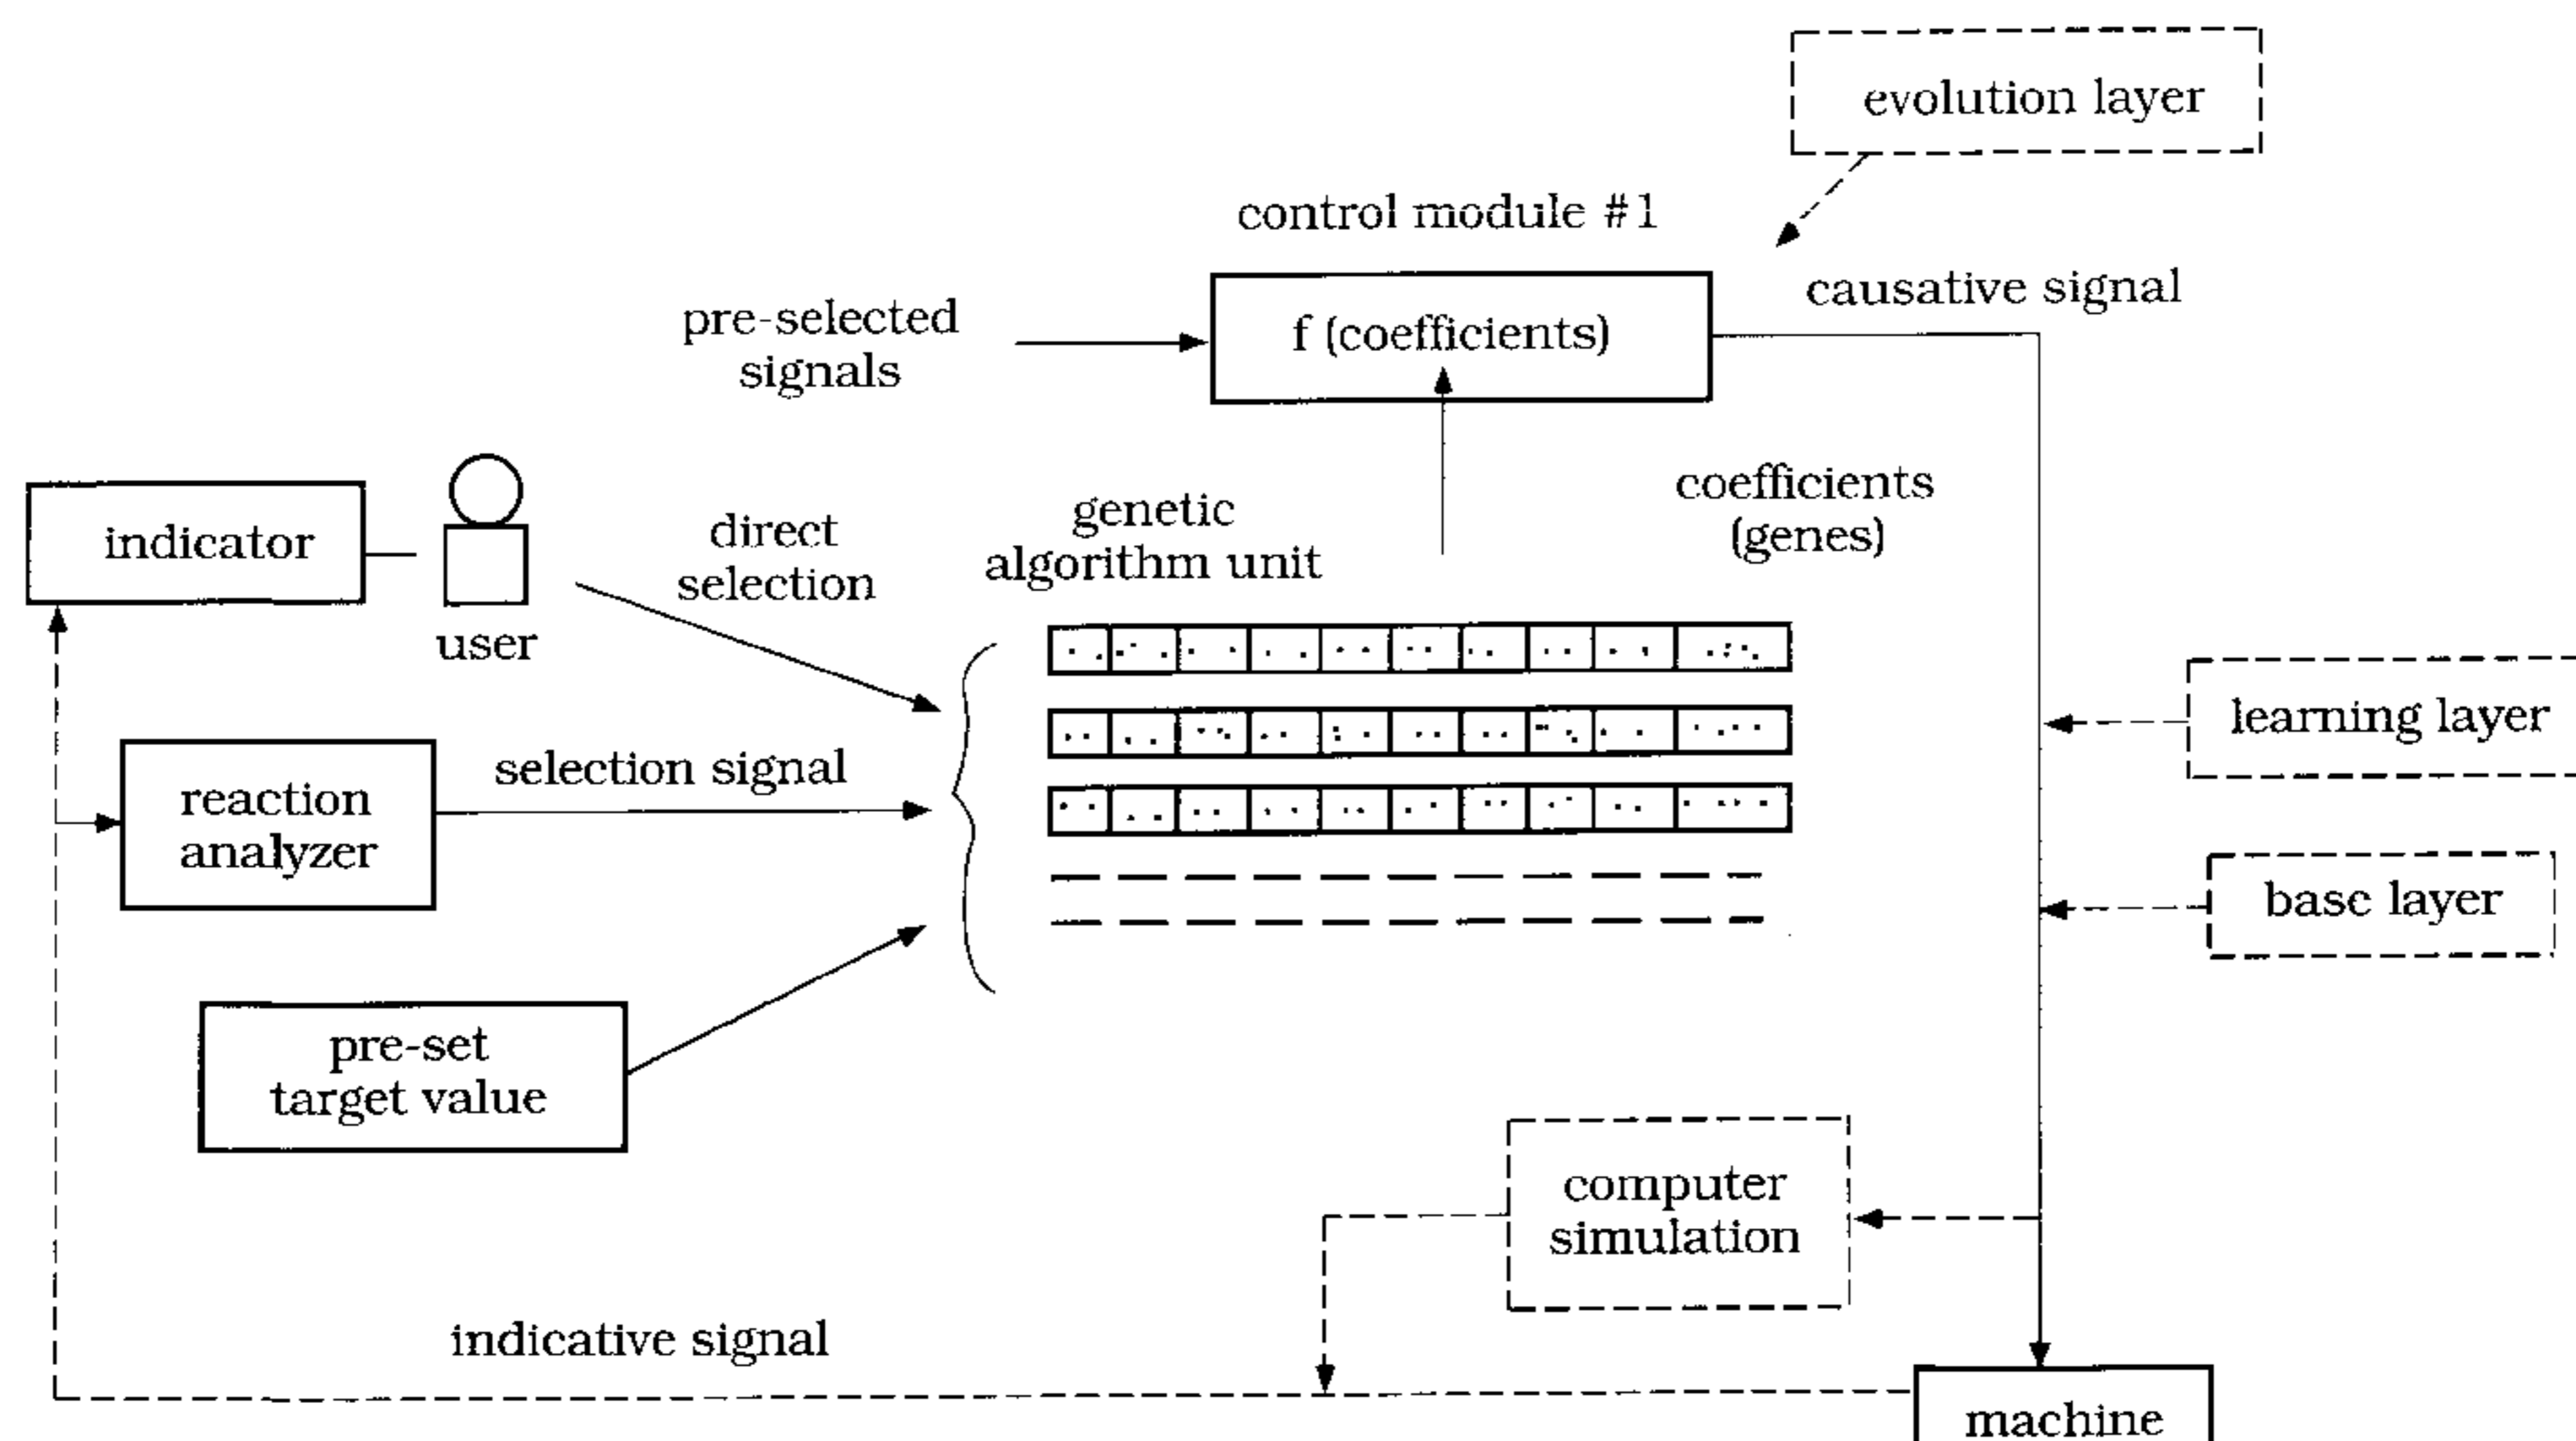 evolution layer
control module #1
causative signal
pre-selected
signals
f (coefficients)
coefficients
(genes)
genetic
algorithm unit
direct
selection
indicator
user
learning layer
selection signal
reaction
analyzer
base layer
pre-set
target value
computer
simulation
indicative signal
machine